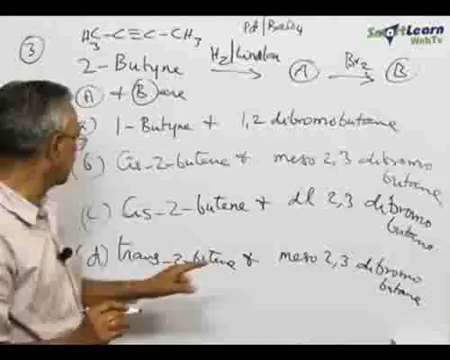 Pd/BaSO4
③ H3C-C≡C-CH3
2-Butyne H2/Lindlar → Ⓐ Br2 → Ⓑ
Ⓐ + Ⓑ are
1-Butyne + 1,2 dibromobutane
(b) Cis-2-butene & meso 2,3 dibromo
butane
(c) Cis-2-butene + dl 2,3 dibromo
butane
(d) trans-2-butene & meso 2,3 dibromo
butane
SmartLearn
WebTv